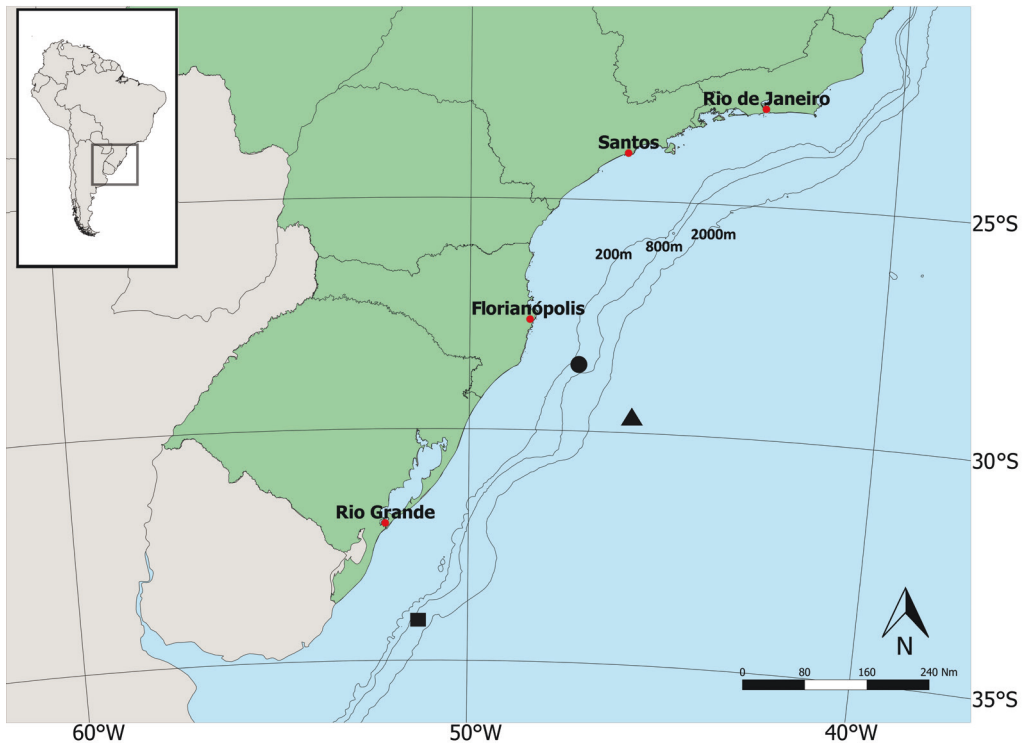 Rio de Janeiro
Santos
25°S
200m
800m
2000m
Florianópolis
30°S
Rio Grande
N
0 80 160 240 Nm
35°S
60°W
50°W
40°W